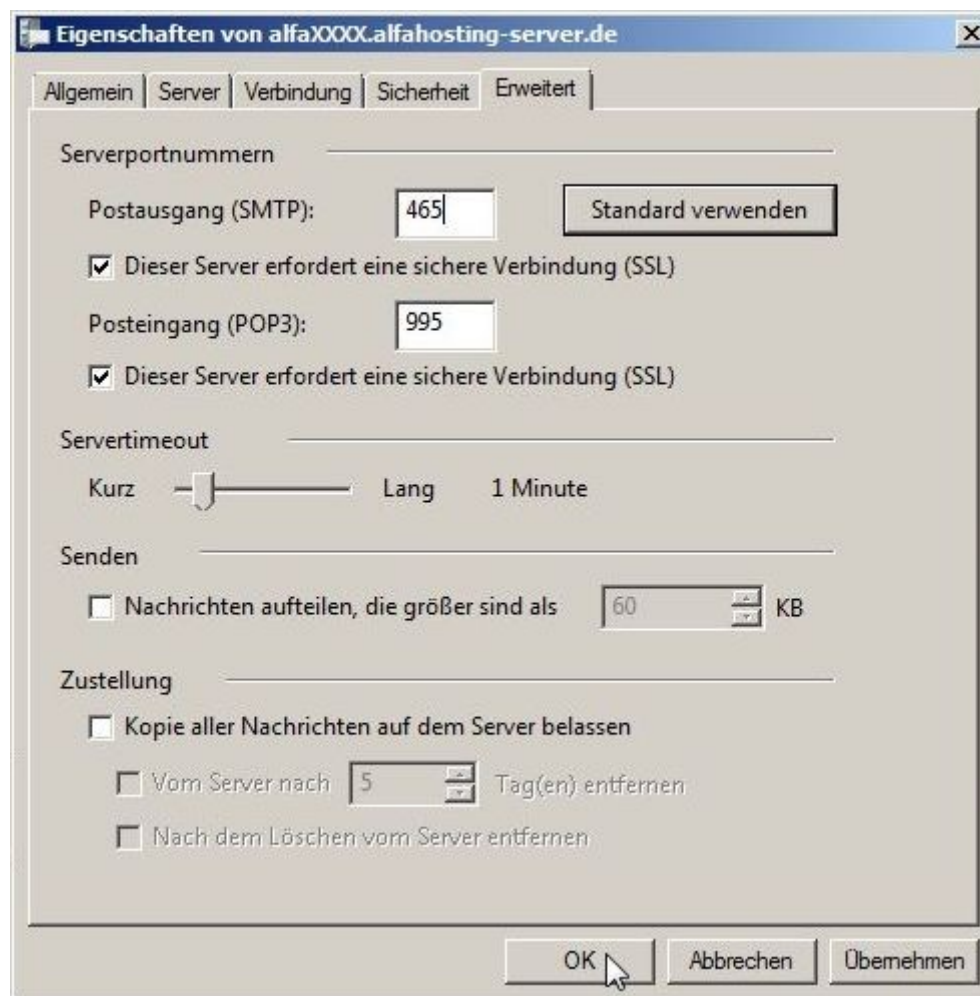 Eigenschaften von alfaXXXX.alfahosting-server.de
Allgemein Server Verbindung Sicherheit Erweitert
Serverportnummern
Postausgang (SMTP): 465 Standard verwenden
Dieser Server erfordert eine sichere Verbindung (SSL)
Posteingang (POP3): 995
Dieser Server erfordert eine sichere Verbindung (SSL)
Servertimeout
Kurz Lang 1 Minute
Senden
Nachrichten aufteilen, die größer sind als 60 KB
Zustellung
Kopie aller Nachrichten auf dem Server belassen
Vom Server nach 5 Tag(en) entfernen
Nach dem Löschen vom Server entfernen
OK Abbrechen Übernehmen